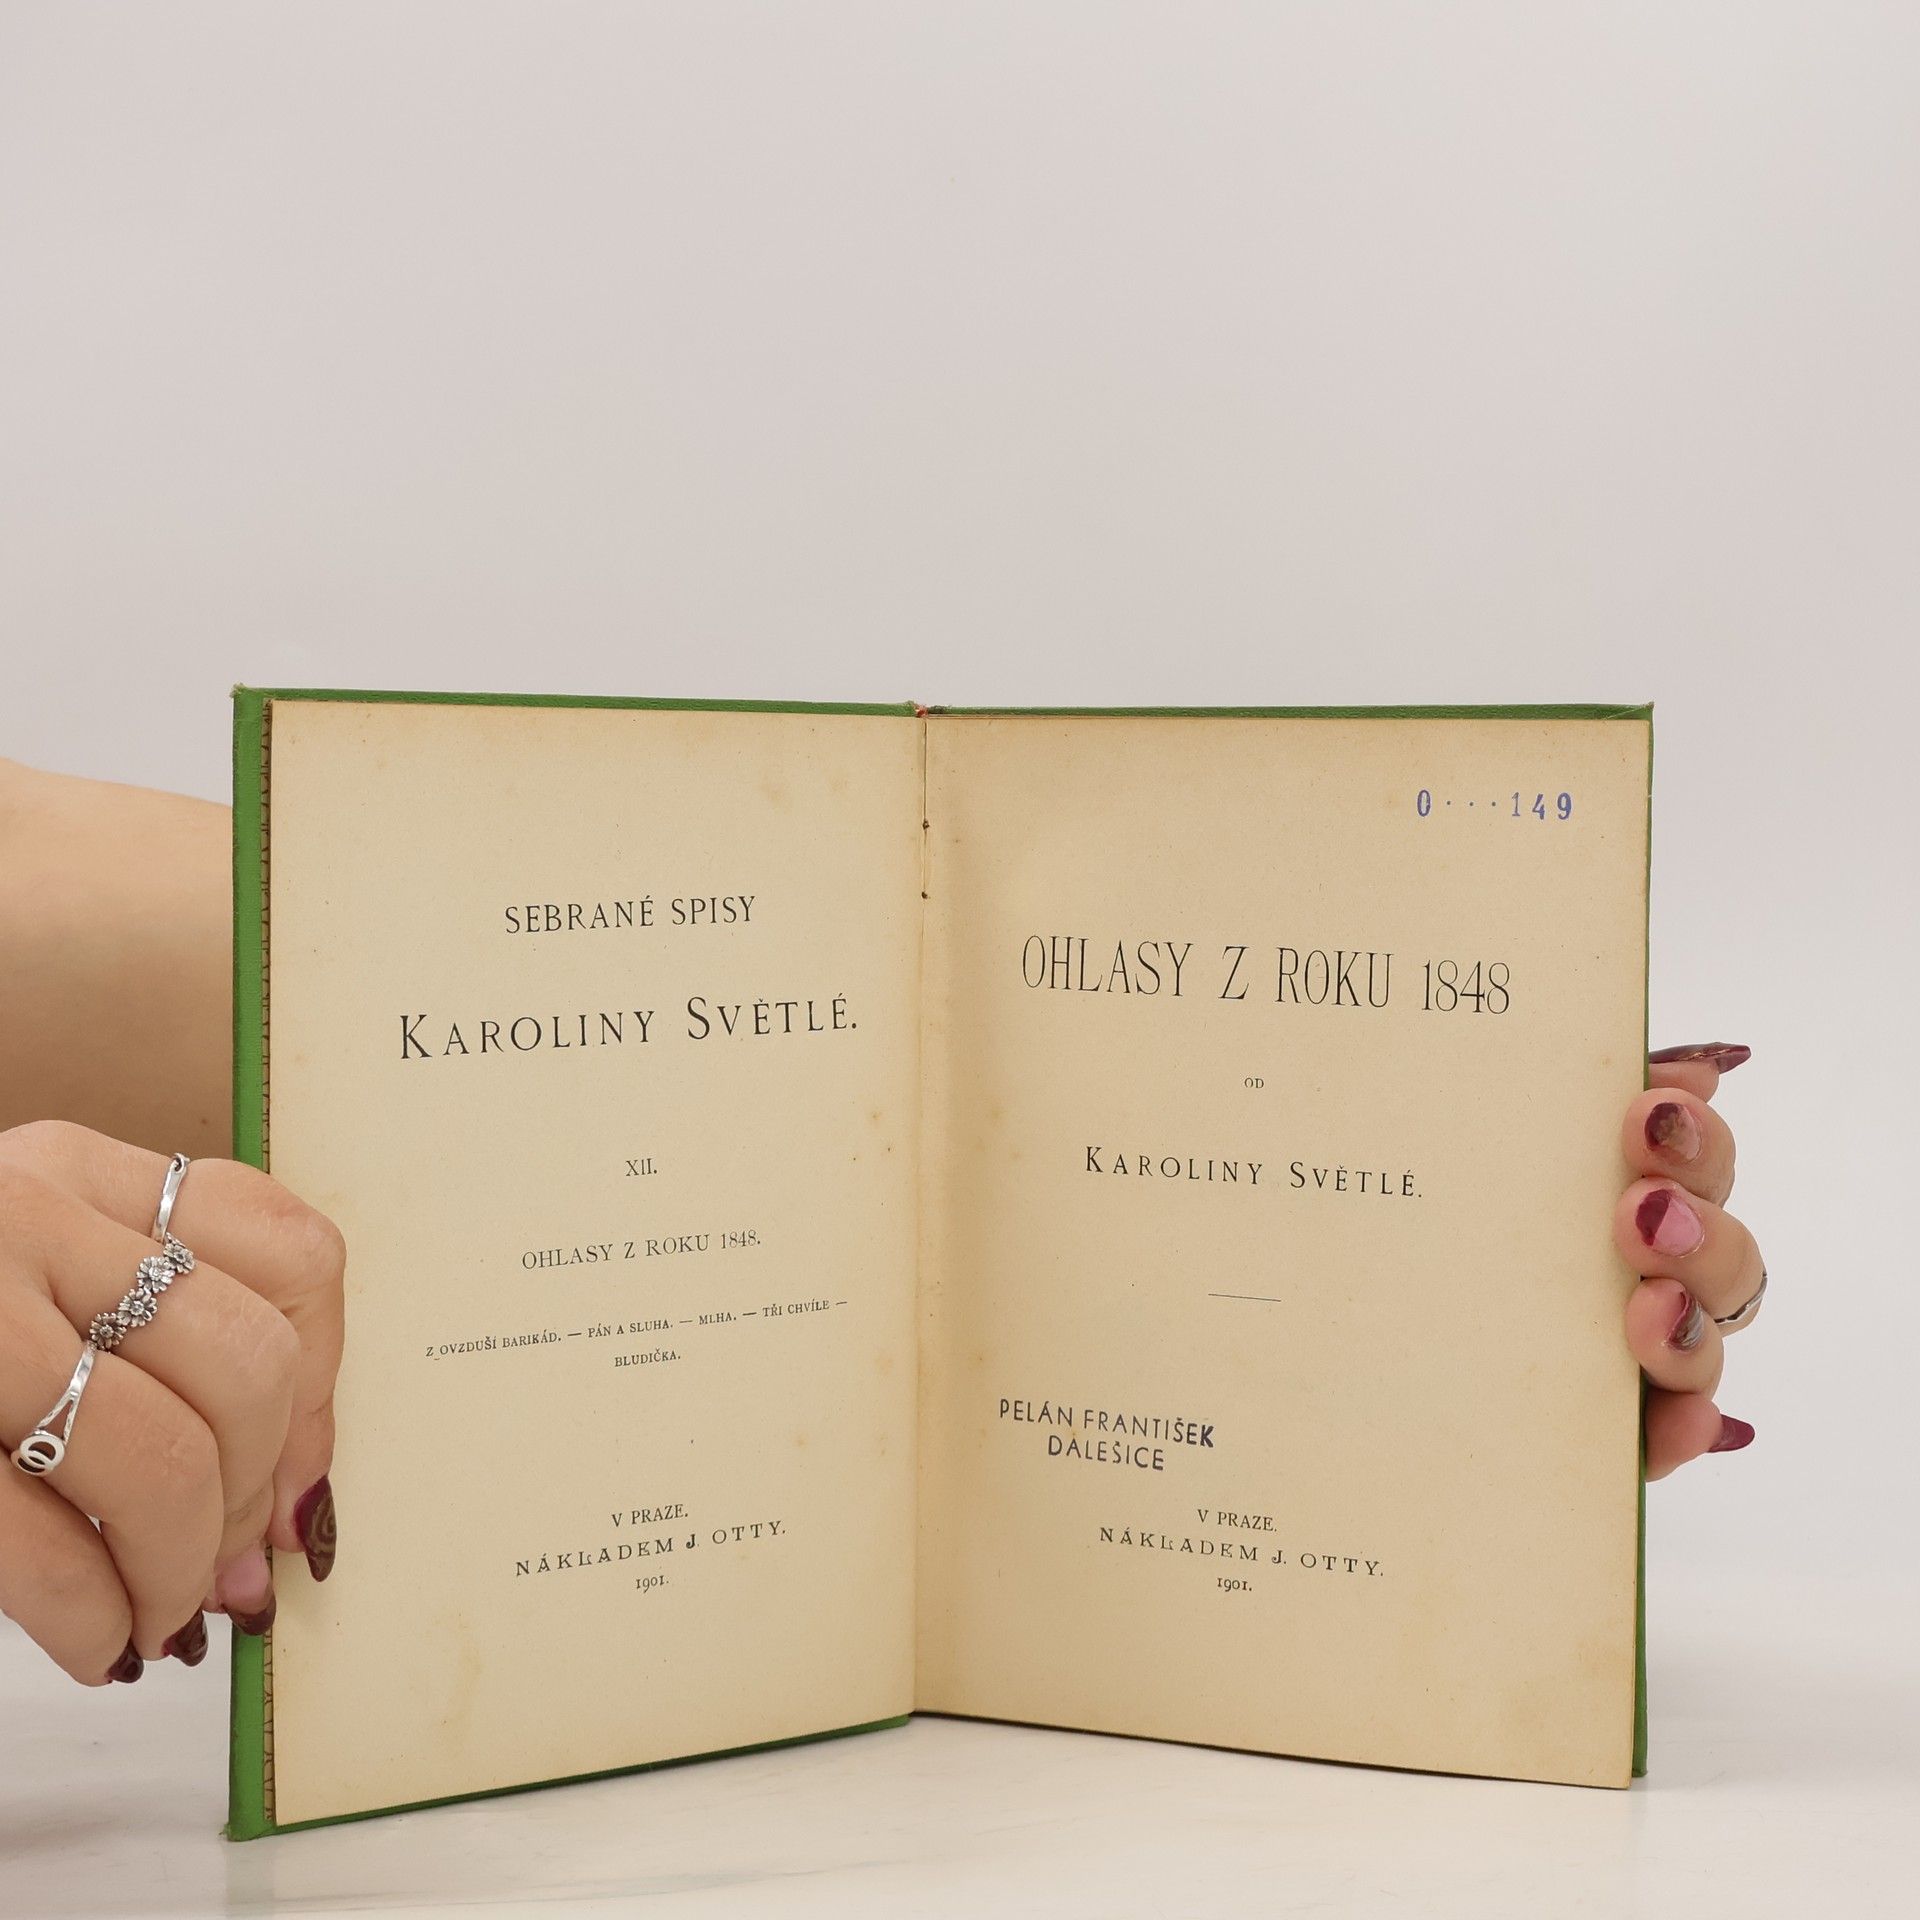 SEBRANÉ SPISY
KAROLINY SVĚTLÉ.
XII.
OHLASY Z ROKU 1848.
Z OVZDUŠÍ BARIKÁD. — PÁN A SLUHA. — MLHA. — TŘI CHVÍLE —
BLUDIČKA.
V PRAZE.
NÁKLADEM J. OTTY.
1901.
0···149
OHLASY Z ROKU 1848
OD
KAROLINY SVĚTLÉ.
PELÁN FRANTIŠEK
DALEŠICE
V PRAZE.
NÁKLADEM J. OTTY.
1901.